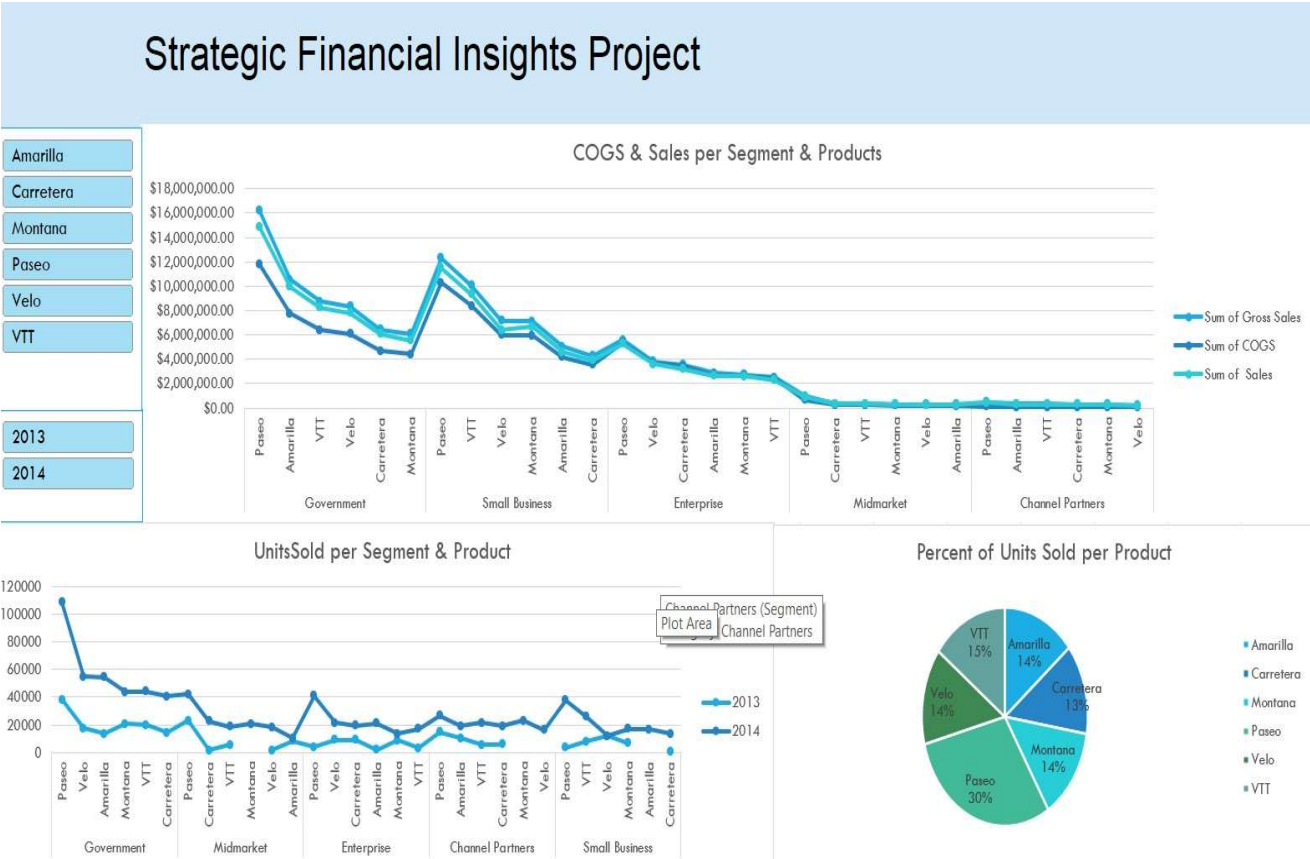 Strategic Financial Insights Project
Amarilla
Carretera
Montana
Paseo
Velo
VTT
2013
2014
COGS & Sales per Segment & Products
$18,000,000.00
$16,000,000.00
$14,000,000.00
$12,000,000.00
$10,000,000.00
$8,000,000.00
$6,000,000.00
$4,000,000.00
$2,000,000.00
$0.00
Paseo
Amarilla
VTT
Velo
Carretera
Montana
Paseo
VTT
Velo
Montana
Amarilla
Carretera
Paseo
Velo
Carretera
Amarilla
Montana
VTT
Paseo
Carretera
VTT
Montana
Velo
Amarilla
Paseo
Amarilla
VTT
Carretera
Montana
Velo
Government
Small Business
Enterprise
Midmarket
Channel Partners
Sum of Gross Sales
Sum of COGS
Sum of Sales
UnitsSold per Segment & Product
120000
100000
80000
60000
40000
20000
0
Paseo
Velo
Amarilla
Montana
VTT
Carretera
Paseo
Carretera
VTT
Montana
Velo
Amarilla
Paseo
Velo
Carretera
Amarilla
Montana
VTT
Paseo
Amarilla
VTT
Carretera
Montana
Velo
Paseo
VTT
Velo
Montana
Amarilla
Carretera
Government
Midmarket
Enterprise
Channel Partners
Small Business
Channel Partners (Segment)
Plot Area
Channel Partners
2013
2014
Percent of Units Sold per Product
VTT
15%
Amarilla
14%
Carretera
13%
Montana
14%
Paseo
30%
Velo
14%
Amarilla
Carretera
Montana
Paseo
Velo
VTT